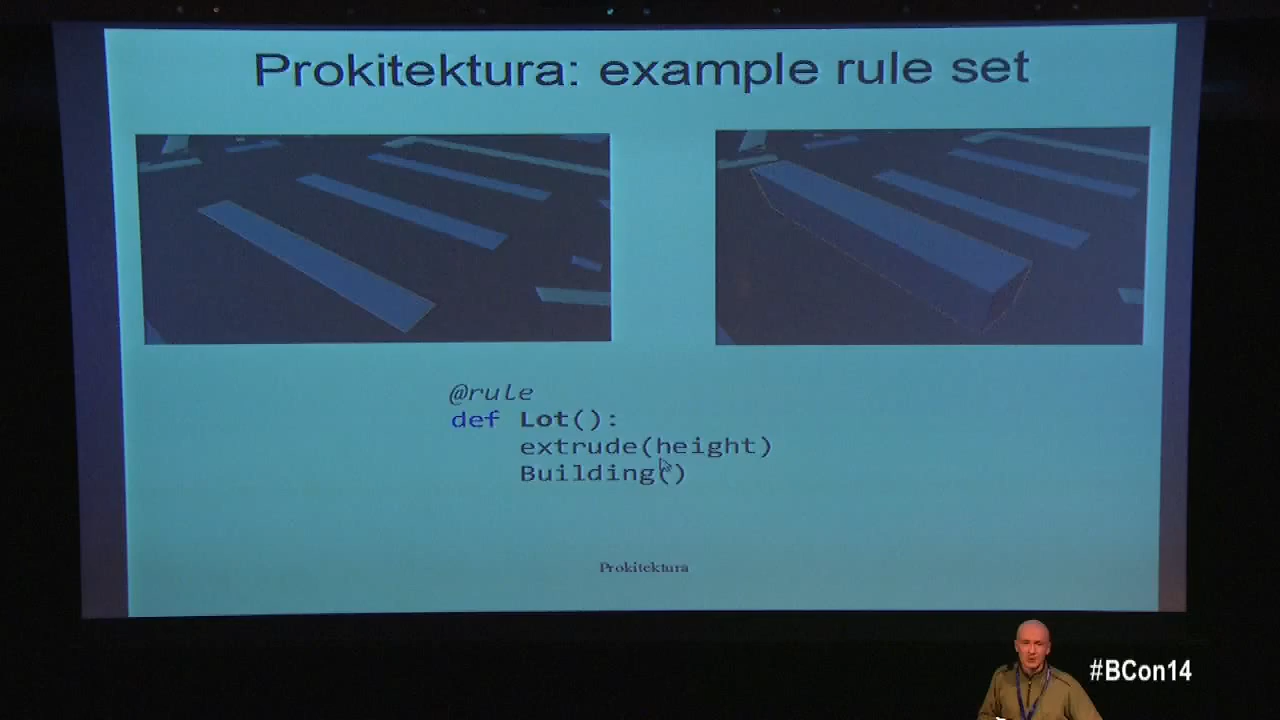 Prokitektura: example rule set
@rule
def Lot():
extrude(height)
Building()
Prokitektura
#BCon14